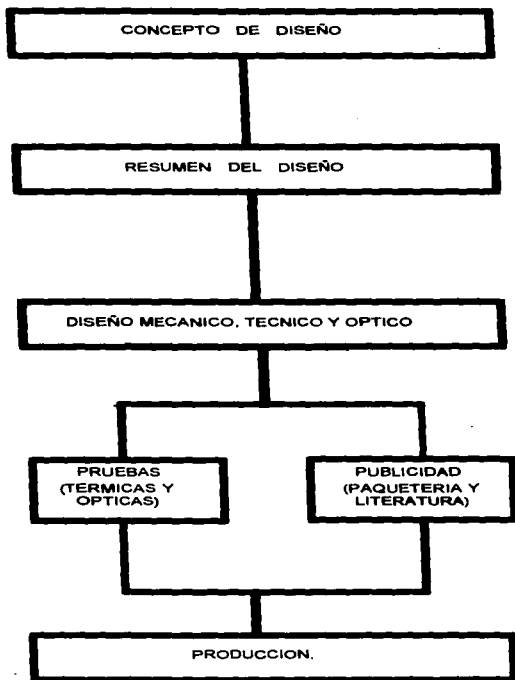 CONCEPTO DE DISEÑO
RESUMEN DEL DISEÑO
DISEÑO MECANICO, TECNICO Y OPTICO
PRUEBAS
(TERMICAS Y
OPTICAS)
PUBLICIDAD
(PAQUETERIA Y
LITERATURA)
PRODUCCION.